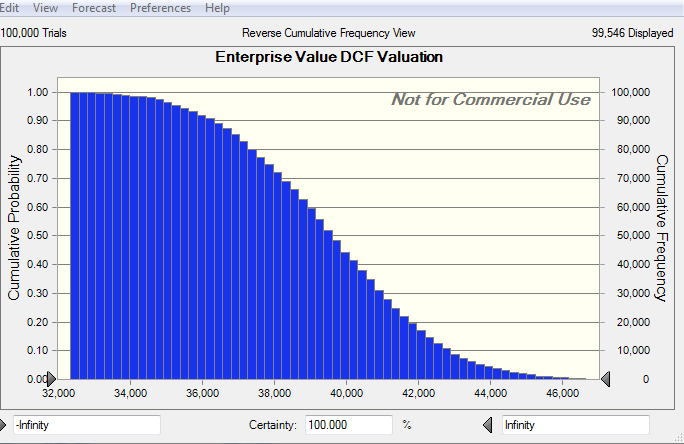 Edit View Forecast Preferences Help
100,000 Trials Reverse Cumulative Frequency View 99,546 Displayed
Enterprise Value DCF Valuation
Not for Commercial Use
Cumulative Probability
1.00
0.90
0.80
0.70
0.60
0.50
0.40
0.30
0.20
0.10
0.00
100,000
90,000
80,000
70,000
60,000
50,000
40,000
30,000
20,000
10,000
0
Cumulative Frequency
32,000 34,000 36,000 38,000 40,000 42,000 44,000 46,000
-Infinity Certainty: 100.000 % Infinity